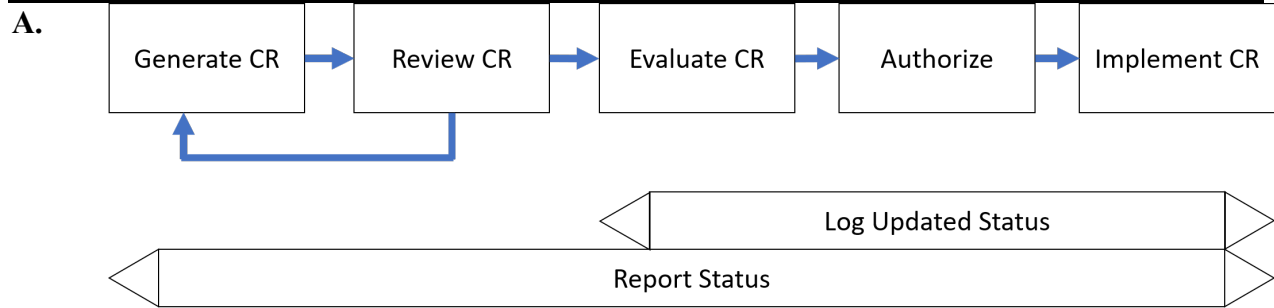 A.
Generate CR
Review CR
Evaluate CR
Authorize
Implement CR
Log Updated Status
Report Status